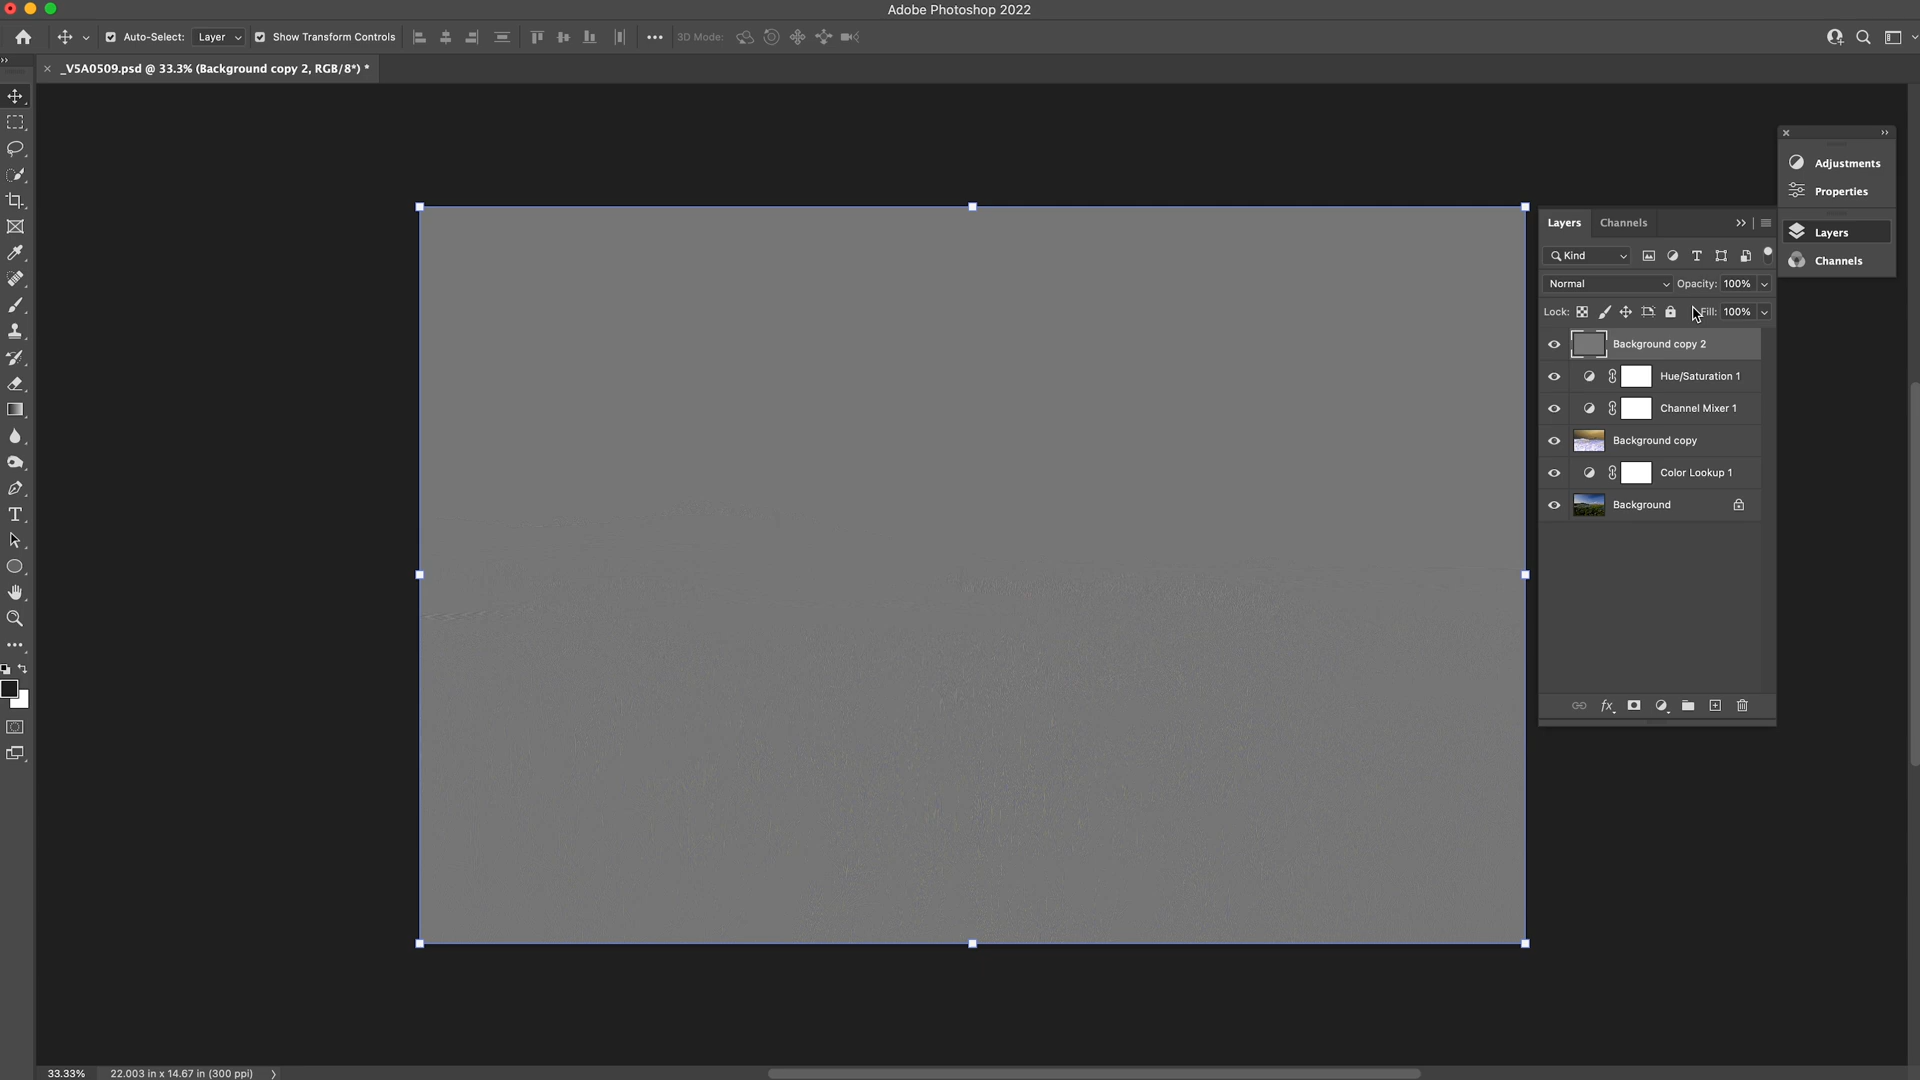 Adobe Photoshop 2022
Auto-Select: Layer Show Transform Controls 3D Mode:
_V5A0509.psd @ 33.3% (Background copy 2, RGB/8*) *
Adjustments
Properties
Layers
Channels
Layers Channels
Kind
Normal Opacity: 100%
Lock: Fill: 100%
Background copy 2
Hue/Saturation 1
Channel Mixer 1
Background copy
Color Lookup 1
Background
fx
33.33% 22.003 in x 14.67 in (300 ppi)